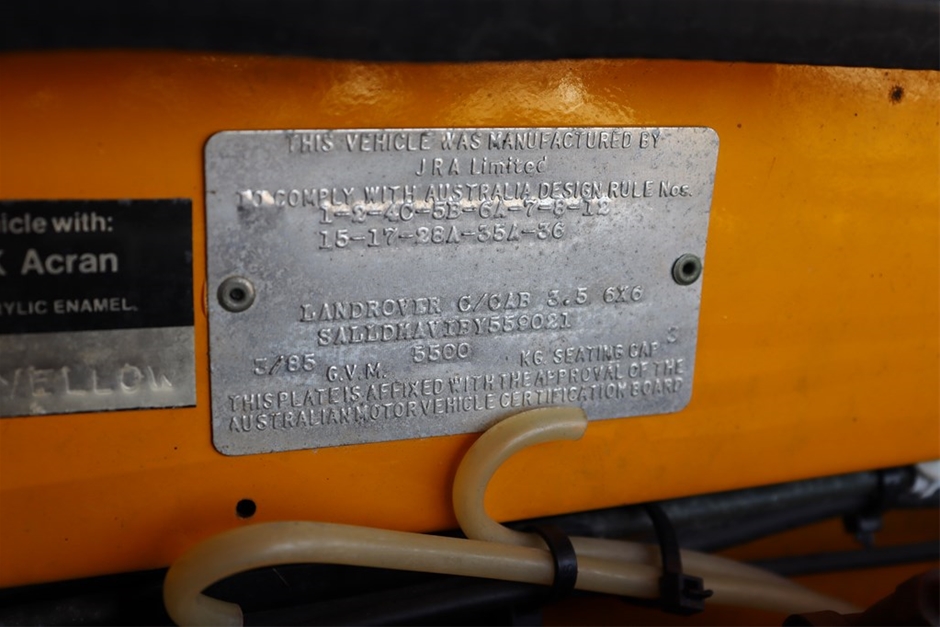 THIS VEHICLE WAS MANUFACTURED BY
JRA Limited
TO COMPLY WITH AUSTRALIA DESIGN RULE Nos.
1-2-4C-5B-6A-7-8-12
15-17-28A-35A-36
LANDROVER C/CAB 3.5 6X6
SALLDHAV1BY559021
3/85 G.V.M. 5500 KG SEATING CAP 3
THIS PLATE IS AFFIXED WITH THE APPROVAL OF THE
AUSTRALIAN MOTOR VEHICLE CERTIFICATION BOARD
icle with:
K Acran
YLIC ENAMEL.
YELLOW